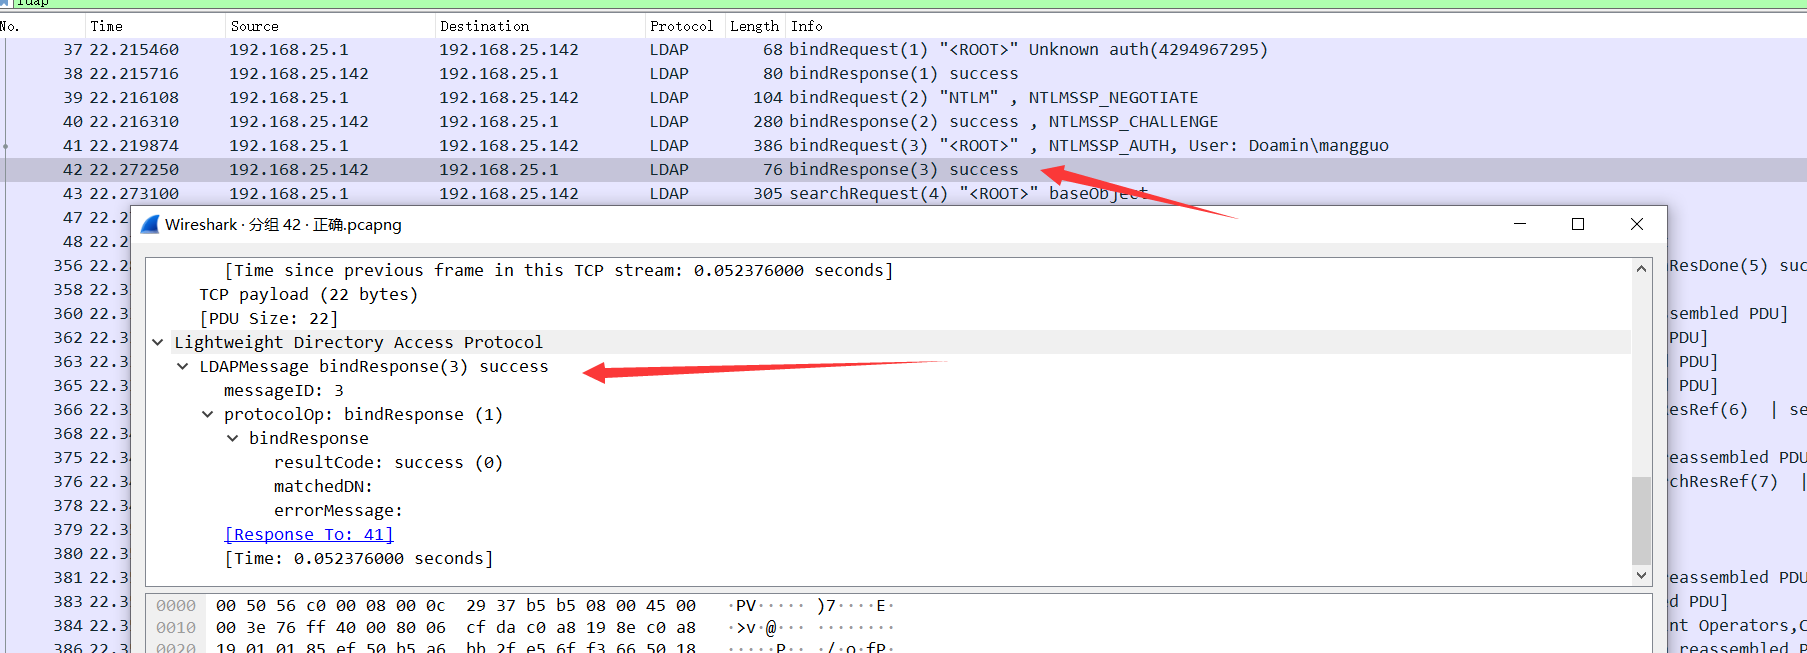 ldap
No. Time Source Destination Protocol Length Info
37 22.215460 192.168.25.1 192.168.25.142 LDAP 68 bindRequest(1) "<ROOT>" Unknown auth(4294967295)
38 22.215716 192.168.25.142 192.168.25.1 LDAP 80 bindResponse(1) success
39 22.216108 192.168.25.1 192.168.25.142 LDAP 104 bindRequest(2) "NTLM" , NTLMSSP_NEGOTIATE
40 22.216310 192.168.25.142 192.168.25.1 LDAP 280 bindResponse(2) success , NTLMSSP_CHALLENGE
41 22.219874 192.168.25.1 192.168.25.142 LDAP 386 bindRequest(3) "<ROOT>" , NTLMSSP_AUTH, User: Doamin\mangguo
42 22.272250 192.168.25.142 192.168.25.1 LDAP 76 bindResponse(3) success
43 22.273100 192.168.25.1 192.168.25.142 LDAP 305 searchRequest(4) "<ROOT>" baseObject
47 22.2
48 22.2
356 22.2 ResDone(5) suc
358 22.3
360 22.3 sembled PDU]
362 22.3 PDU]
363 22.3 PDU]
365 22.3 PDU]
366 22.3 esRef(6) | se
368 22.3
375 22.3 eassembled PDU
376 22.3 chResRef(7) |
378 22.3
379 22.3
380 22.3
381 22.3 eassembled PDU
383 22.3 d PDU]
384 22.3 nt Operators,C
386 22.3 reassembled P
Wireshark · 分组 42 · 正确.pcapng
[Time since previous frame in this TCP stream: 0.052376000 seconds]
TCP payload (22 bytes)
[PDU Size: 22]
Lightweight Directory Access Protocol
LDAPMessage bindResponse(3) success
messageID: 3
protocolOp: bindResponse (1)
bindResponse
resultCode: success (0)
matchedDN:
errorMessage:
[Response To: 41]
[Time: 0.052376000 seconds]
0000 00 50 56 c0 00 08 00 0c 29 37 b5 b5 08 00 45 00 ·PV····· )7····E·
0010 00 3e 76 ff 40 00 80 06 cf da c0 a8 19 8e c0 a8 ·>v·@··· ········
0020 19 01 01 85 ef 50 b5 a6 bb 2f e5 6f f3 66 50 18 ·····P·· ·/·o·fP·